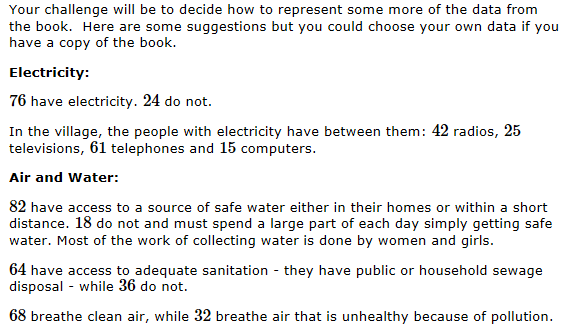 Your challenge will be to decide how to represent some more of the data from
the book.  Here are some suggestions but you could choose your own data if you
have a copy of the book.
Electricity:
76 have electricity. 24 do not.
In the village, the people with electricity have between them: 42 radios, 25
televisions, 61 telephones and 15 computers.
Air and Water:
82 have access to a source of safe water either in their homes or within a short
distance. 18 do not and must spend a large part of each day simply getting safe
water. Most of the work of collecting water is done by women and girls.
64 have access to adequate sanitation - they have public or household sewage
disposal - while 36 do not.
68 breathe clean air, while 32 breathe air that is unhealthy because of pollution.